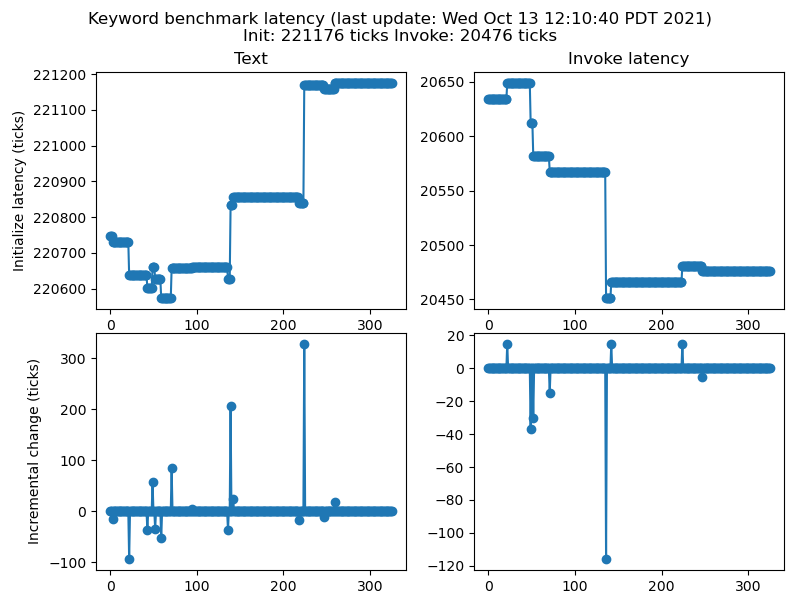 Keyword benchmark latency (last update: Wed Oct 13 12:10:40 PDT 2021)
Init: 221176 ticks Invoke: 20476 ticks
Text
Invoke latency
Initialize latency (ticks)
221200
221100
221000
220900
220800
220700
220600
0 100 200 300
20650
20600
20550
20500
20450
0 100 200 300
Incremental change (ticks)
300
200
100
0
−100
0 100 200 300
20
0
−20
−40
−60
−80
−100
−120
0 100 200 300